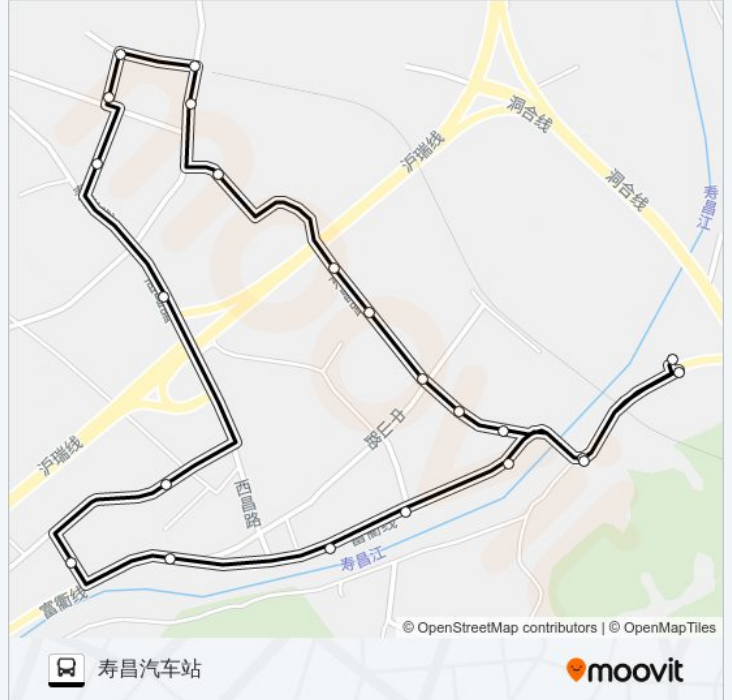 洞合线
沪瑞线
洞合线
寿昌江
中山路
沪瑞线
西昌路
富衢线
寿昌江
富衢线
© OpenStreetMap contributors | © OpenMapTiles
寿昌汽车站
moovit